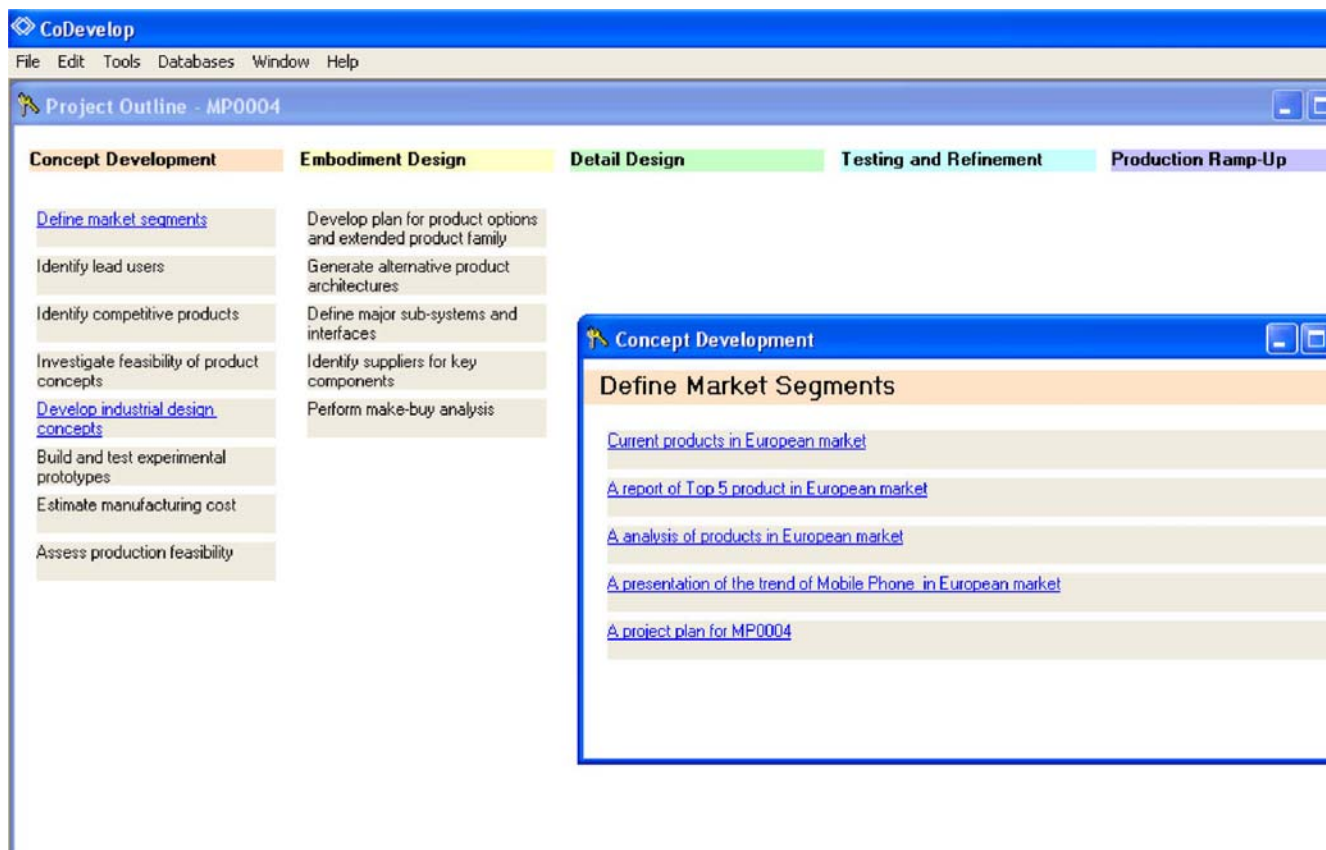 CoDevelop
File Edit Tools Databases Window Help
Project Outline - MP0004
Concept Development
Embodiment Design
Detail Design
Testing and Refinement
Production Ramp-Up
Define market segments
Identify lead users
Identify competitive products
Investigate feasibility of product
concepts
Develop industrial design
concepts
Build and test experimental
prototypes
Estimate manufacturing cost
Assess production feasibility
Develop plan for product options
and extended product family
Generate alternative product
architectures
Define major sub-systems and
interfaces
Identify suppliers for key
components
Perform make-buy analysis
Concept Development
Define Market Segments
Current products in European market
A report of Top 5 product in European market
A analysis of products in European market
A presentation of the trend of Mobile Phone in European market
A project plan for MP0004